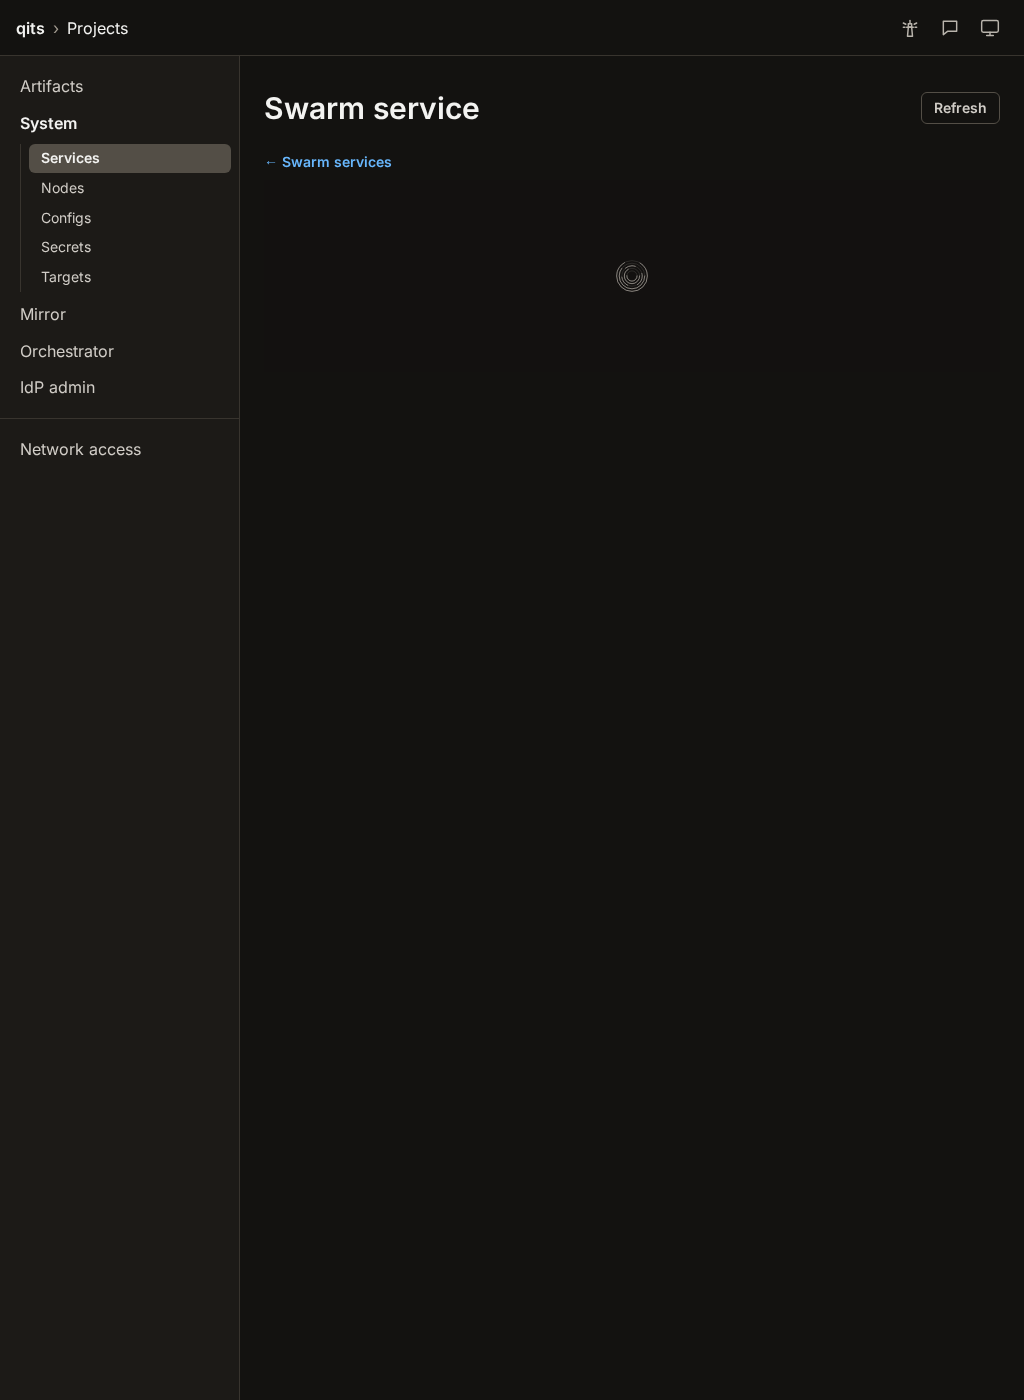 qits › Projects
Artifacts
System
Services
Nodes
Configs
Secrets
Targets
Mirror
Orchestrator
IdP admin
Network access
Swarm service
Refresh
← Swarm services